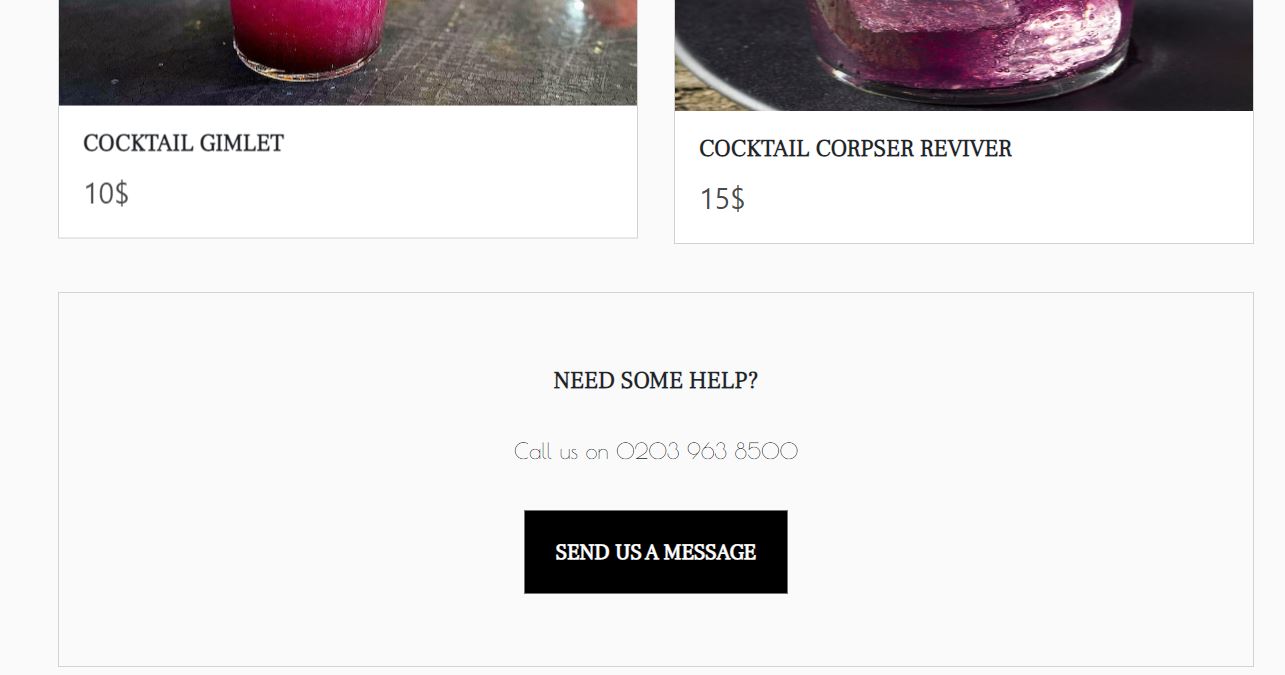 COCKTAIL GIMLET
10$
COCKTAIL CORPSER REVIVER
15$
NEED SOME HELP?
Call us on 0203 963 8500
SEND US A MESSAGE